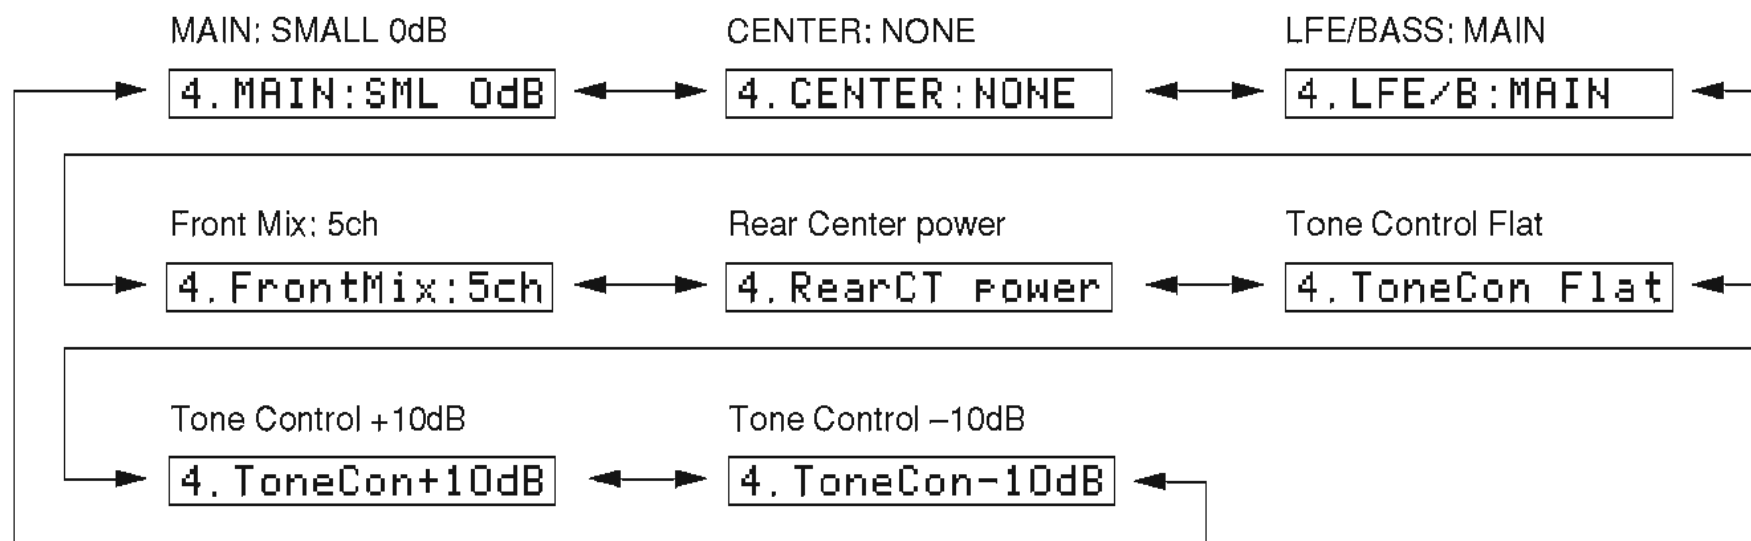 MAIN: SMALL 0dB CENTER: NONE LFE/BASS: MAIN
4.MAIN:SML 0dB 4.CENTER:NONE 4.LFE/B:MAIN
Front Mix: 5ch Rear Center power Tone Control Flat
4.FrontMix:5ch 4.RearCT power 4.ToneCon Flat
Tone Control +10dB Tone Control –10dB
4.ToneCon+10dB 4.ToneCon-10dB